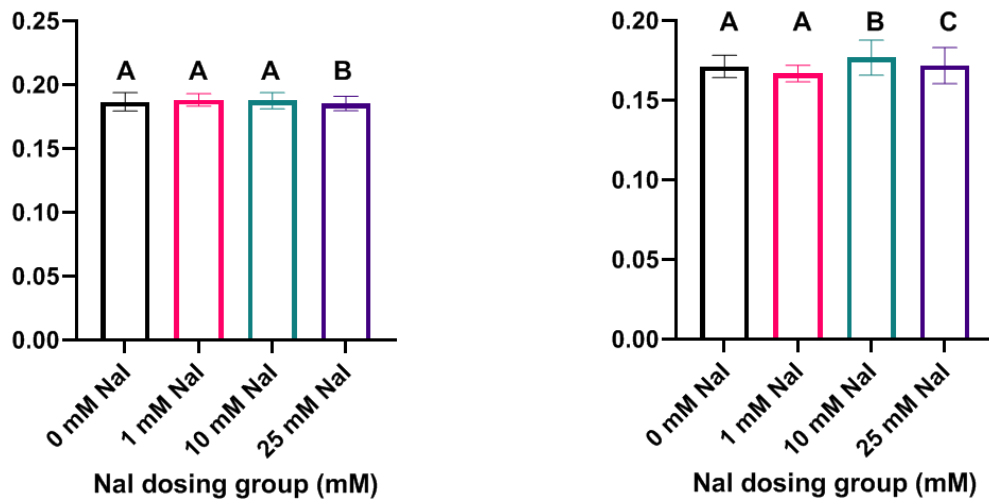 0.25
0.20
0.15
0.10
0.05
0.00
A A A B
0 mM NaI
1 mM NaI
10 mM NaI
25 mM NaI
NaI dosing group (mM)
0.20
0.15
0.10
0.05
0.00
A A B C
0 mM NaI
1 mM NaI
10 mM NaI
25 mM NaI
NaI dosing group (mM)